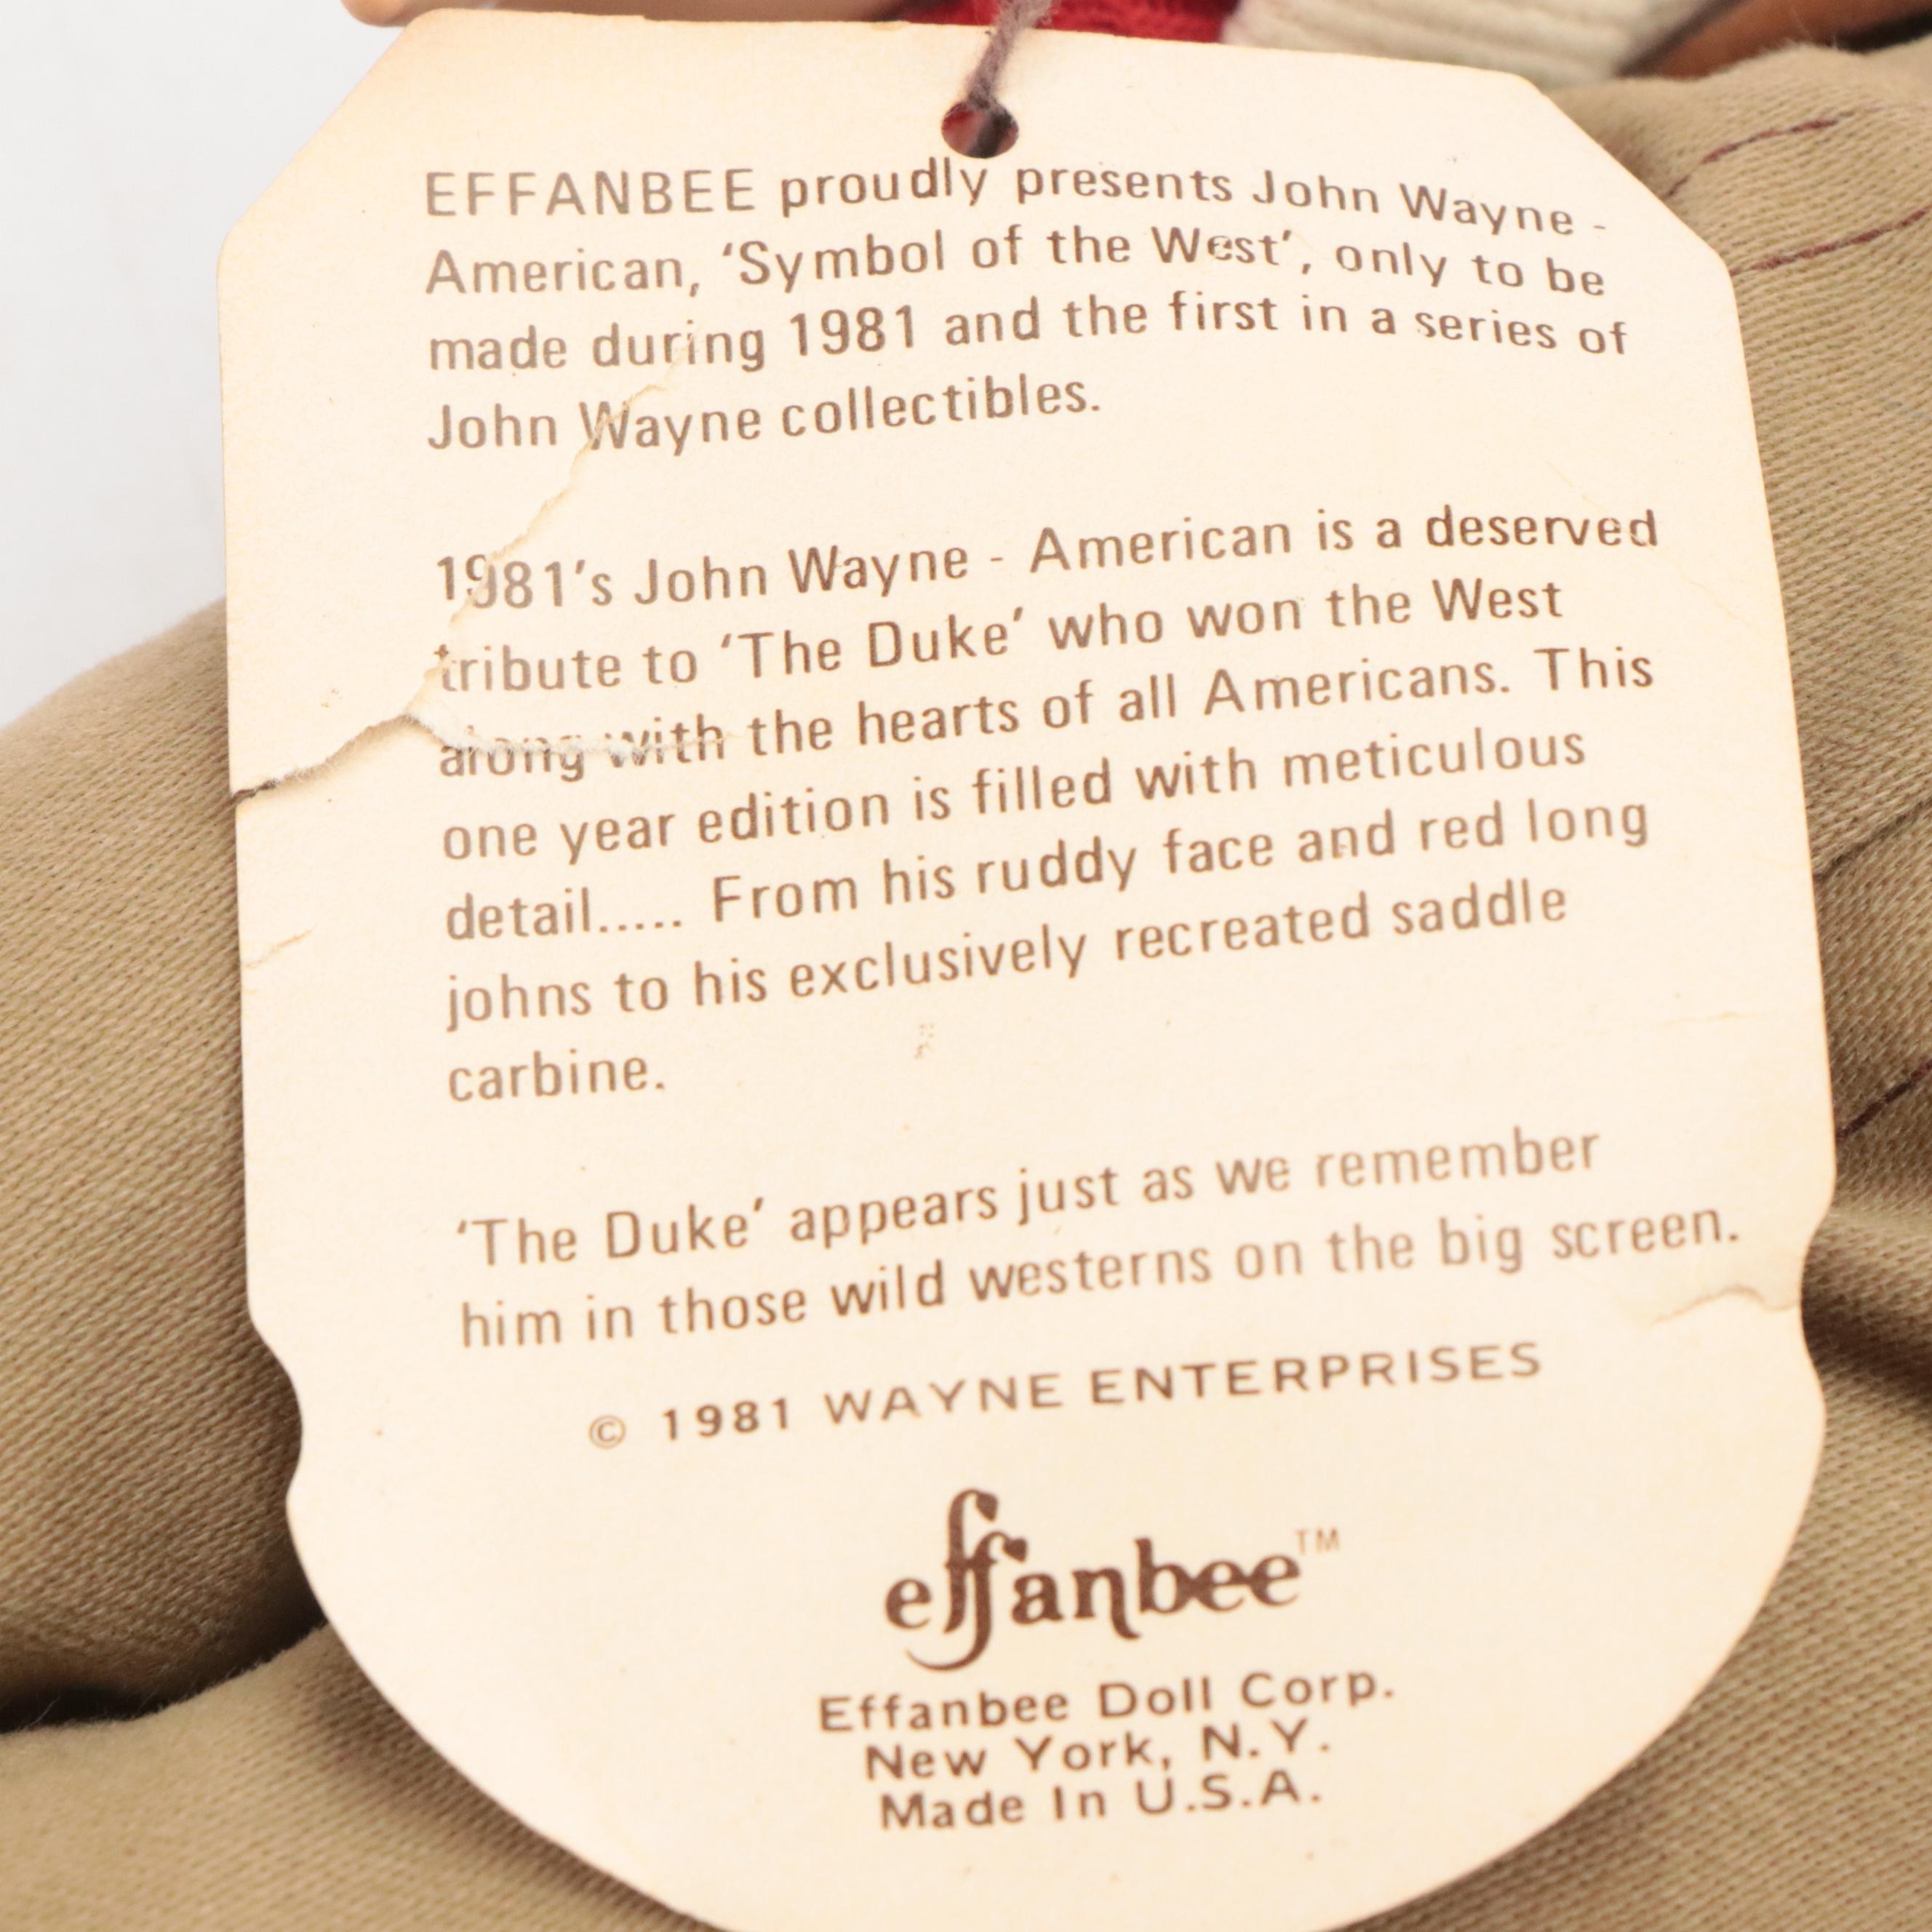 EFFANBEE proudly presents John Wayne -
American, ‘Symbol of the West’, only to be
made during 1981 and the first in a series of
John Wayne collectibles.
1981’s John Wayne - American is a deserved
tribute to ‘The Duke’ who won the West
along with the hearts of all Americans. This
one year edition is filled with meticulous
detail..... From his ruddy face and red long
johns to his exclusively recreated saddle
carbine.
‘The Duke’ appears just as we remember
him in those wild westerns on the big screen.
© 1981 WAYNE ENTERPRISES
effanbee™
Effanbee Doll Corp.
New York, N.Y.
Made In U.S.A.